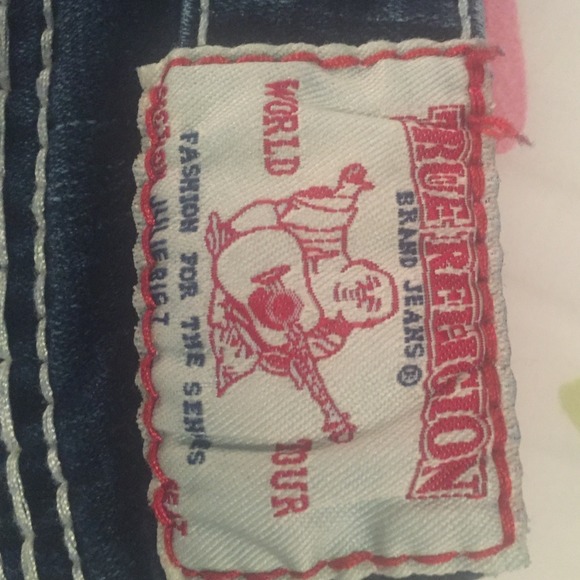 TRUE RELIGION
BRAND JEANS®
WORLD TOUR
FASHION FOR THE SENSES